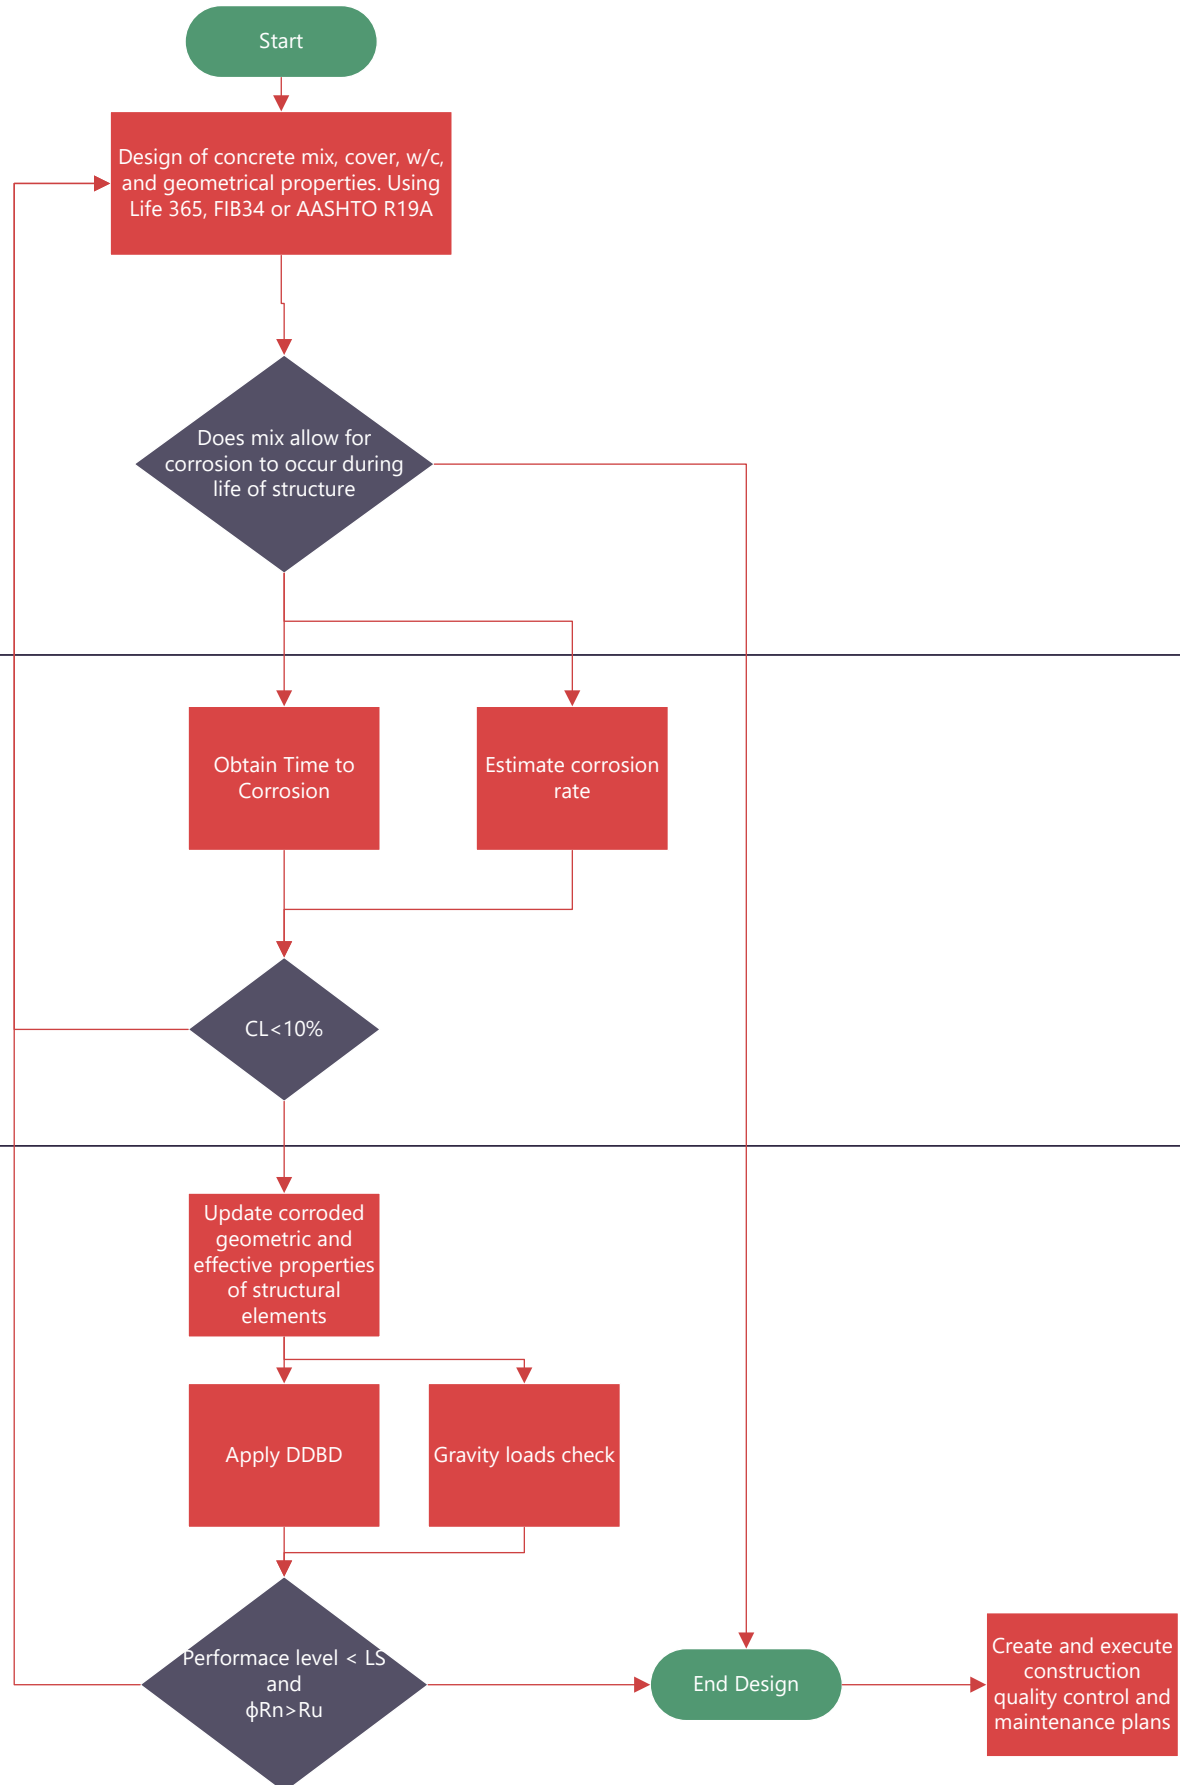 Start
Design of concrete mix, cover, w/c,
and geometrical properties. Using
Life 365, FIB34 or AASHTO R19A
Does mix allow for
corrosion to occur during
life of structure
Obtain Time to
Corrosion
Estimate corrosion
rate
CL<10%
Update corroded
geometric and
effective properties
of structural
elements
Apply DDBD
Gravity loads check
Performace level < LS
and
ϕRn>Ru
End Design
Create and execute
construction
quality control and
maintenance plans